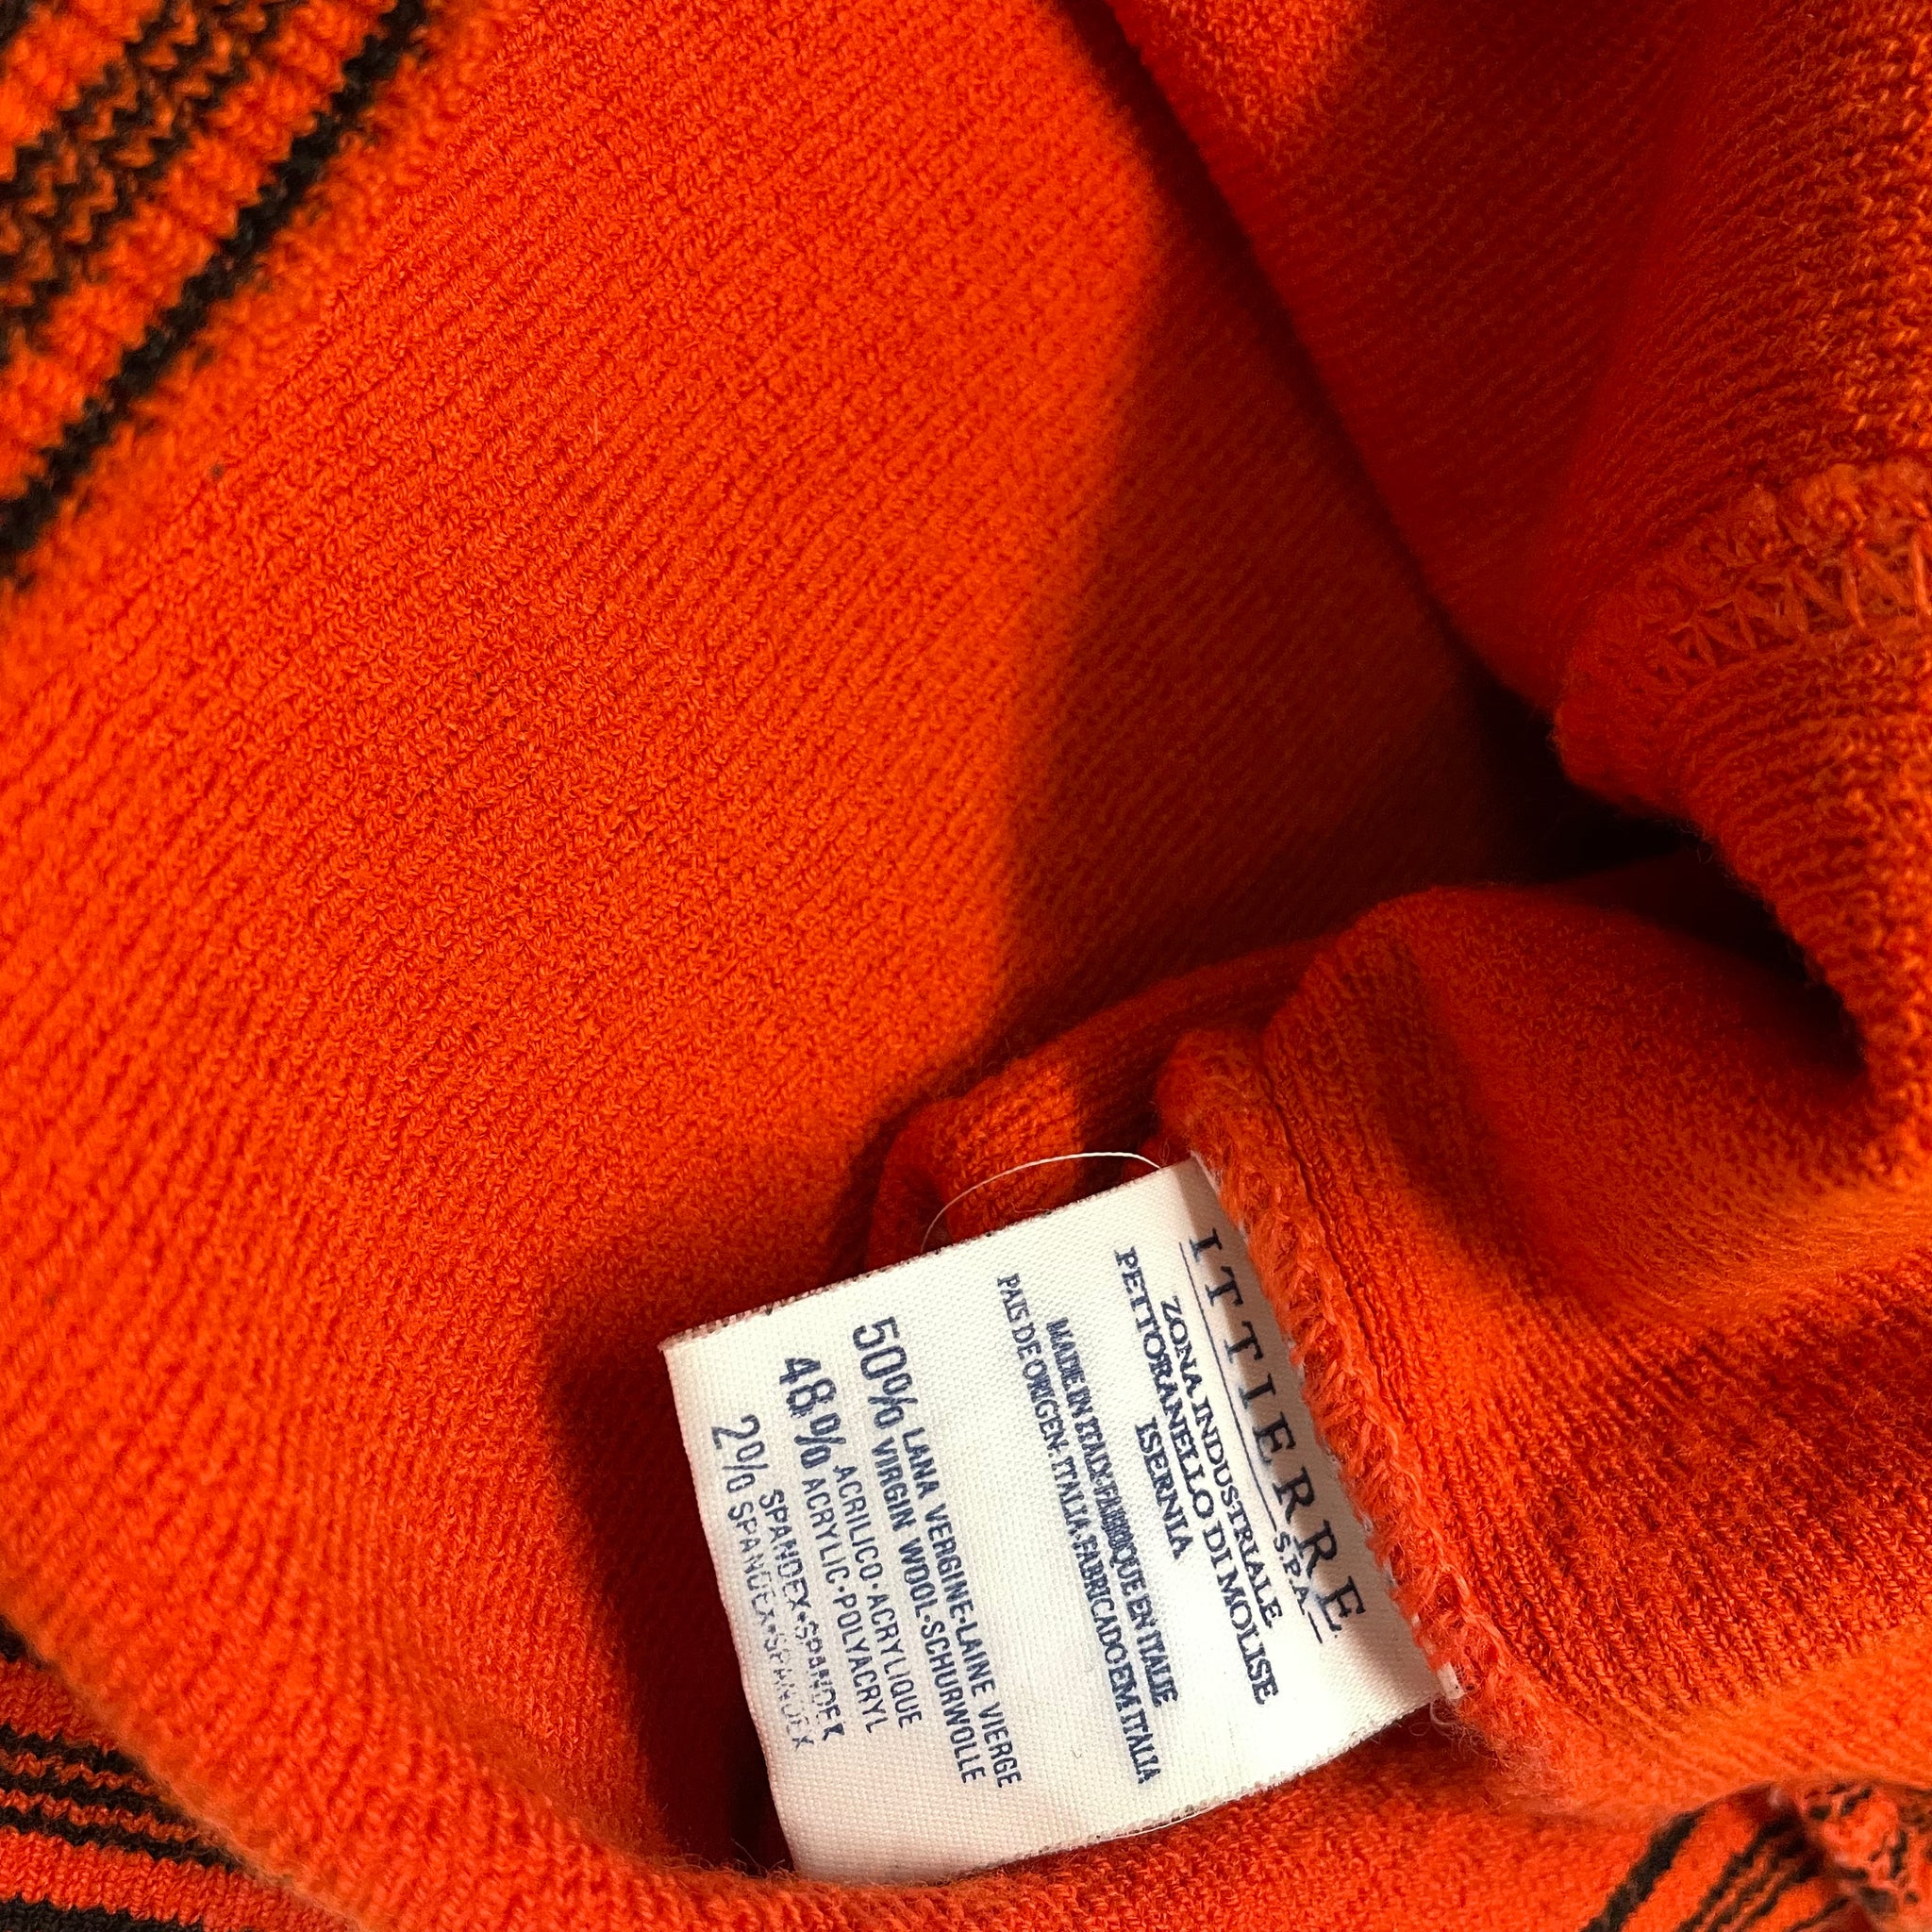 ITTIERRE
S.P.A.
ZONA INDUSTRIALE
PETTORANELLO DI MOLISE
ISERNIA
MADE IN ITALIE-FABRIQUE EN ITALIE
PAIS DE ORIGEN: ITALIA.FABRICADO EM ITALIA
50% LANA VERGINE-LAINE VIERGE
VIRGIN WOOL-SCHURWOLLE
48% ACRILICO-ACRYLIQUE
ACRYLIC-POLYACRYL
2% SPANDEX-SPANDEX
SPANDEX-SPANDEX